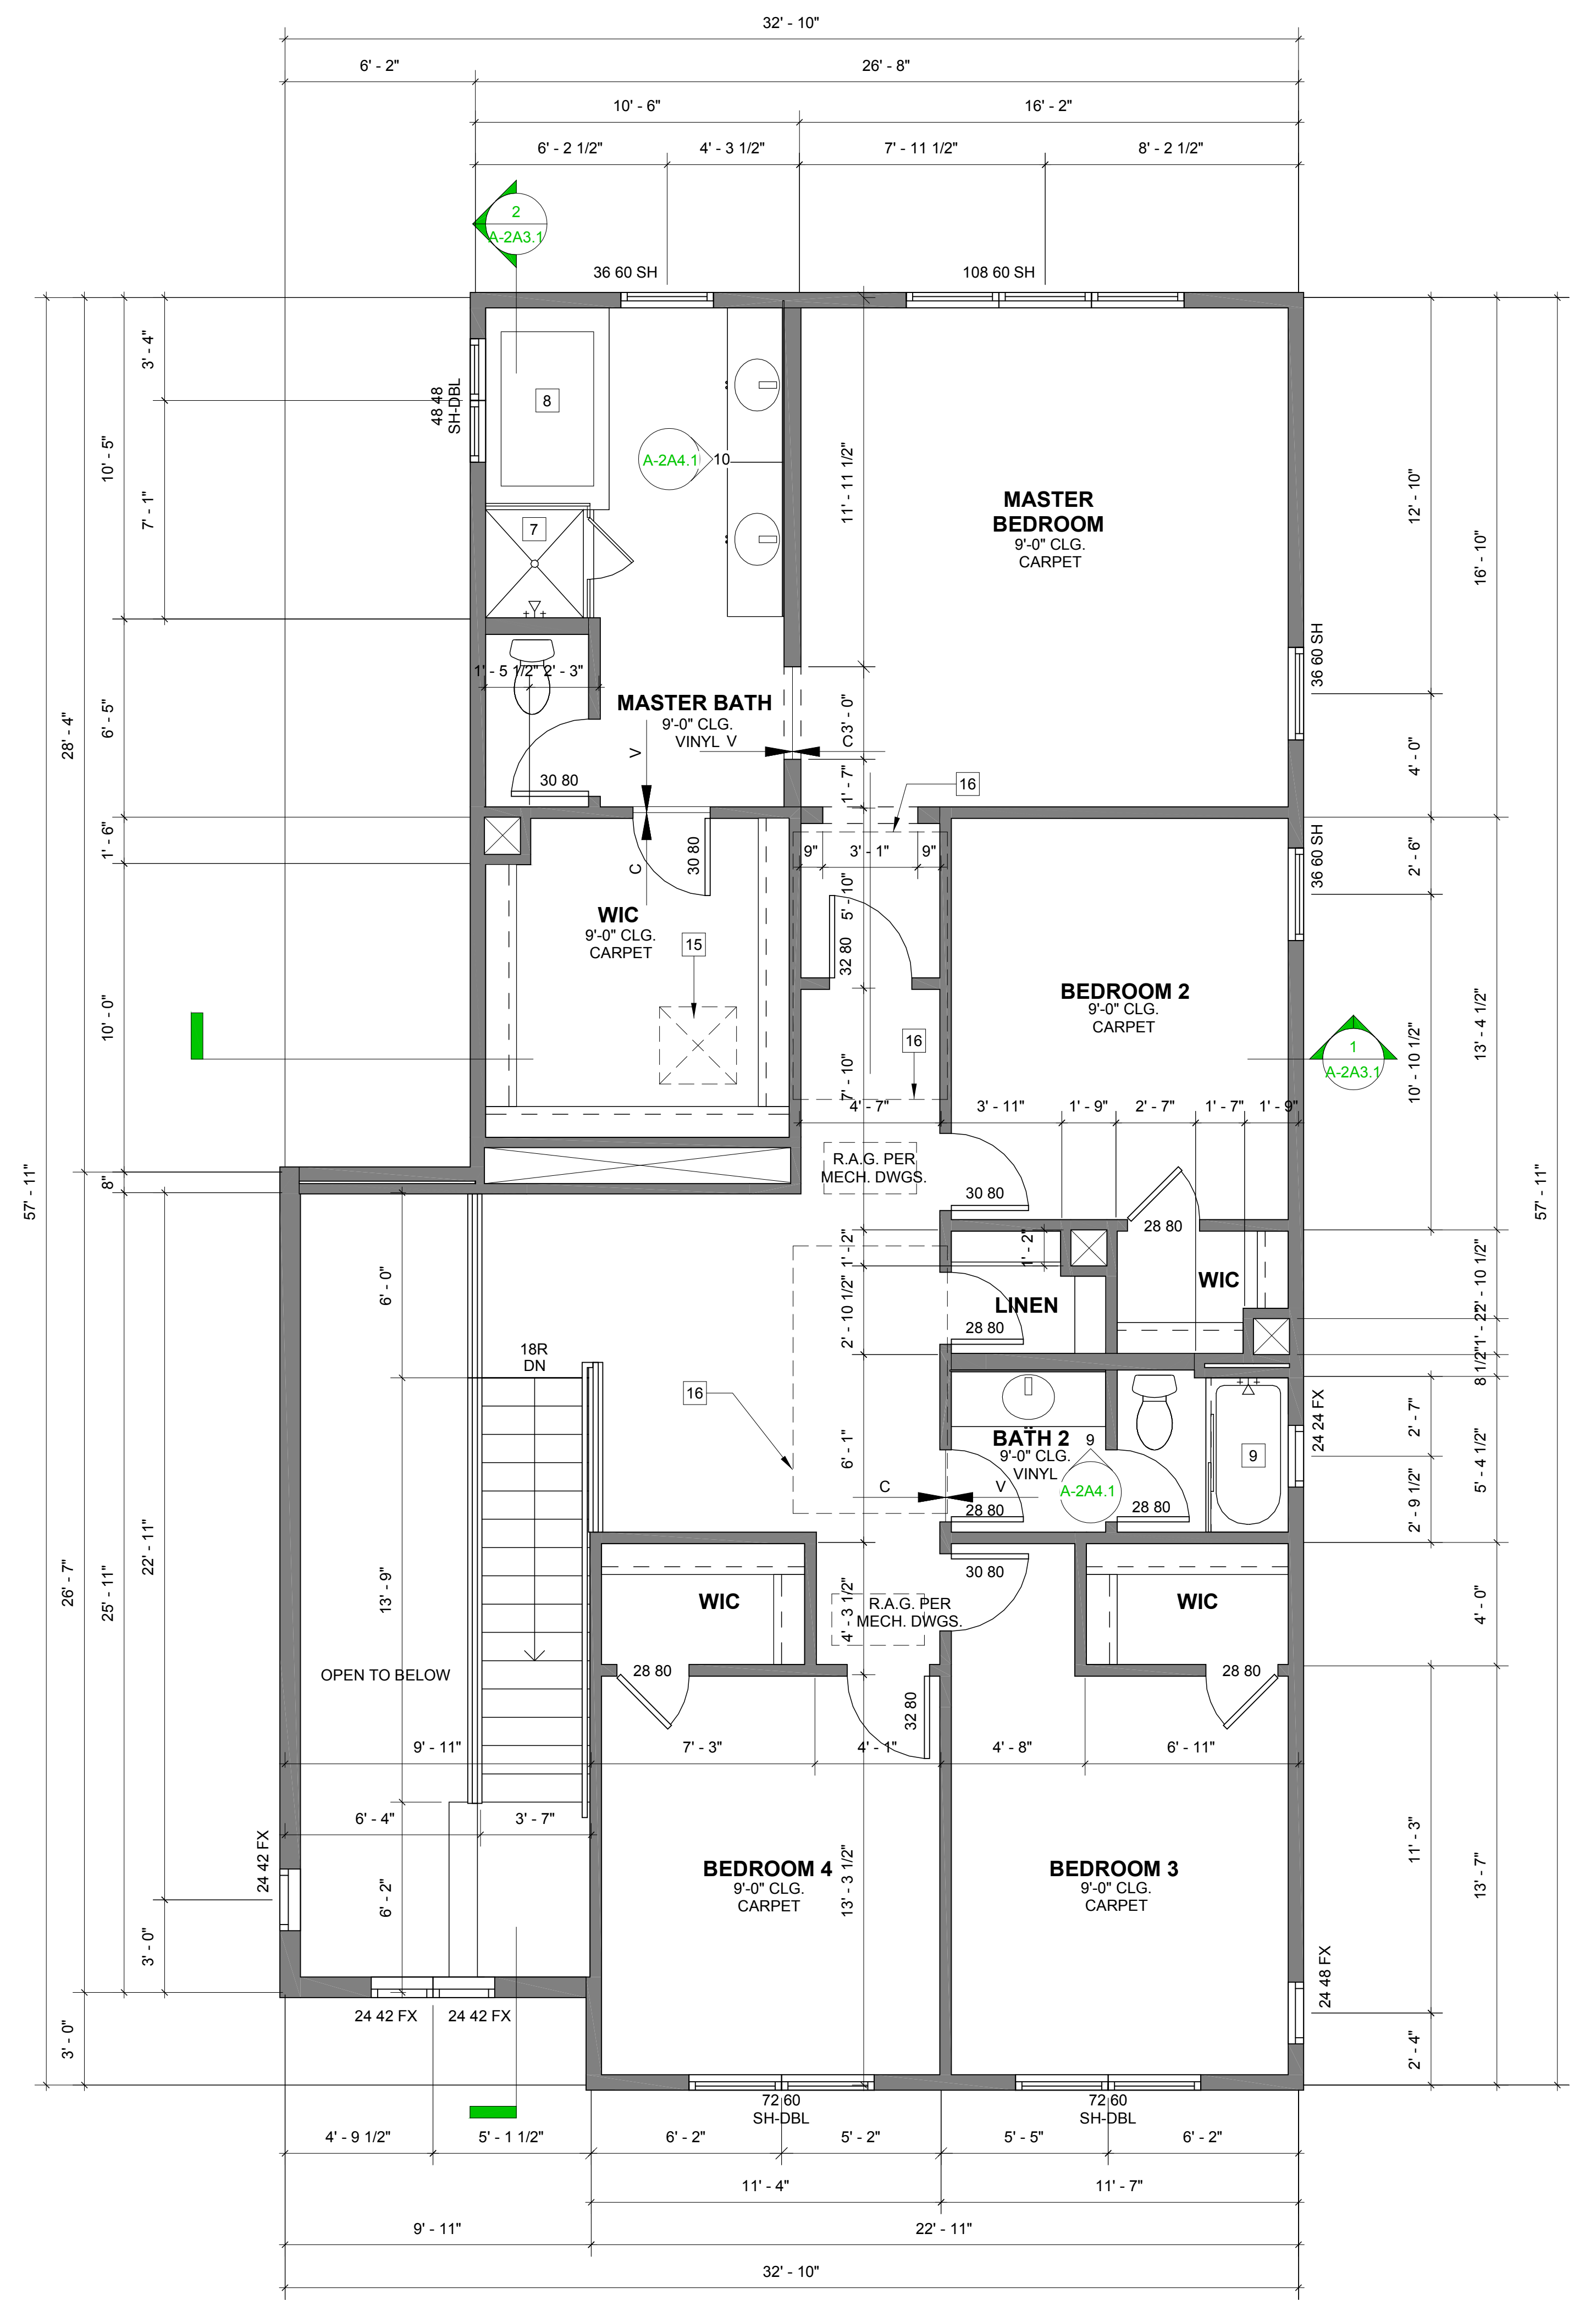 32' - 10"
6' - 2"
26' - 8"
10' - 6"
16' - 2"
6' - 2 1/2"
4' - 3 1/2"
7' - 11 1/2"
8' - 2 1/2"
2
A-2A3.1
36 60 SH
108 60 SH
3' - 4"
48 48
SH-DBL
8
10' - 5"
7' - 1"
A-2A4.1
10
11' - 11 1/2"
7
MASTER
BEDROOM
9'-0" CLG.
CARPET
12' - 10"
16' - 10"
36 60 SH
1' - 5 1/2"
2' - 3"
MASTER BATH
9'-0" CLG.
VINYL
V
C
3' - 0"
V
30 80
6' - 5"
28' - 4"
4' - 0"
1' - 7"
16
1' - 6"
C
30 80
9"
3' - 1"
9"
36 60 SH
2' - 6"
WIC
9'-0" CLG.
CARPET
15
5' - 10"
32 80
BEDROOM 2
9'-0" CLG.
CARPET
10' - 0"
16
7' - 10"
10' - 10 1/2"
13' - 4 1/2"
1
A-2A3.1
4' - 7"
3' - 11"
1' - 9"
2' - 7"
1' - 7"
1' - 9"
R.A.G. PER
MECH. DWGS.
57' - 11"
57' - 11"
8"
30 80
28 80
1' - 2"
1' - 2"
6' - 0"
WIC
LINEN
2' - 10 1/2"
28 80
2' - 10 1/2"
1' - 2"
8 1/2"
18R
DN
16
BATH 2
9'-0" CLG.
VINYL
9
A-2A4.1
9
24 24 FX
2' - 7"
6' - 1"
C
V
28 80
28 80
2' - 9 1/2"
5' - 4 1/2"
22' - 11"
26' - 7"
25' - 11"
13' - 9"
30 80
WIC
R.A.G. PER
MECH. DWGS.
4' - 3 1/2"
WIC
4' - 0"
OPEN TO BELOW
28 80
32 80
28 80
9' - 11"
7' - 3"
4' - 1"
4' - 8"
6' - 11"
6' - 4"
3' - 7"
24 42 FX
6' - 2"
BEDROOM 4
9'-0" CLG.
CARPET
13' - 3 1/2"
BEDROOM 3
9'-0" CLG.
CARPET
11' - 3"
13' - 7"
3' - 0"
24 48 FX
24 42 FX
24 42 FX
3' - 0"
2' - 4"
72 60
SH-DBL
72 60
SH-DBL
4' - 9 1/2"
5' - 1 1/2"
6' - 2"
5' - 2"
5' - 5"
6' - 2"
11' - 4"
11' - 7"
9' - 11"
22' - 11"
32' - 10"